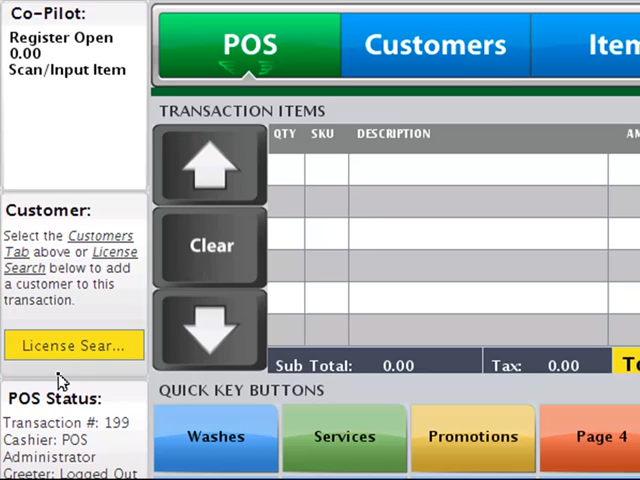 Co-Pilot:
Register Open
0.00
Scan/Input Item
Customer:
Select the Customers
Tab above or License
Search below to add
a customer to this
transaction.
License Sear...
POS Status:
Transaction #: 199
Cashier: POS
Administrator
Greeter: Logged Out
POS
Customers
Item
TRANSACTION ITEMS
QTY SKU DESCRIPTION AM
Clear
Sub Total: 0.00 Tax: 0.00 To
QUICK KEY BUTTONS
Washes
Services
Promotions
Page 4